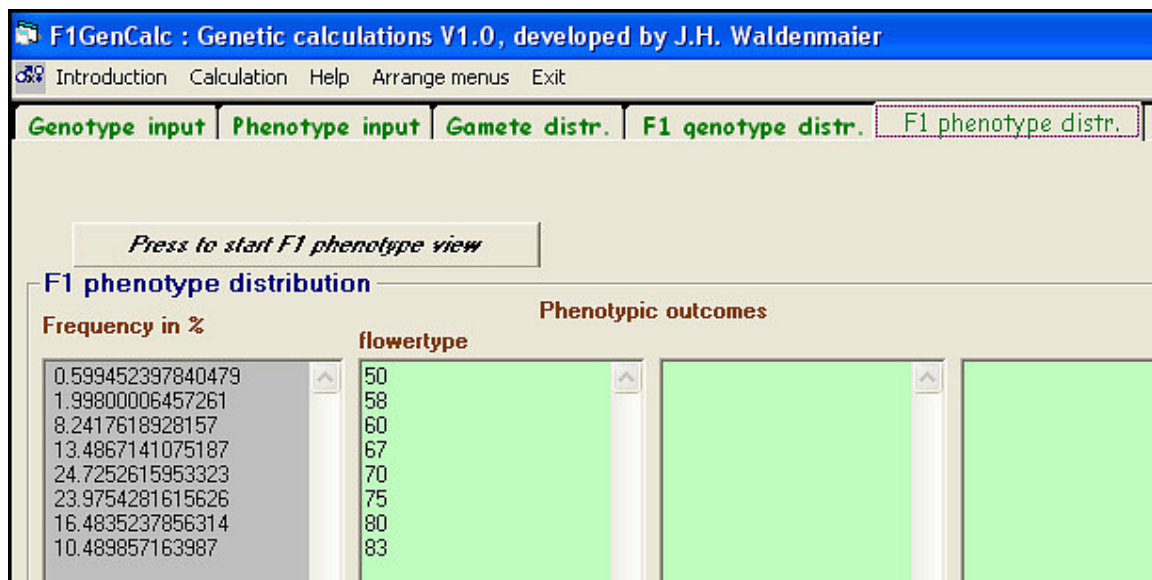 F1GenCalc : Genetic calculations V1.0, developed by J.H. Waldenmaier
Introduction Calculation Help Arrange menus Exit
Genotype input Phenotype input Gamete distr. F1 genotype distr. F1 phenotype distr.
Press to start F1 phenotype view
F1 phenotype distribution
Phenotypic outcomes
Frequency in %
flowertype
0.599452397840479 50
1.99800006457261 58
8.2417618928157 60
13.4867141075187 67
24.7252615953323 70
23.9754281615626 75
16.4835237856314 80
10.489857163987 83